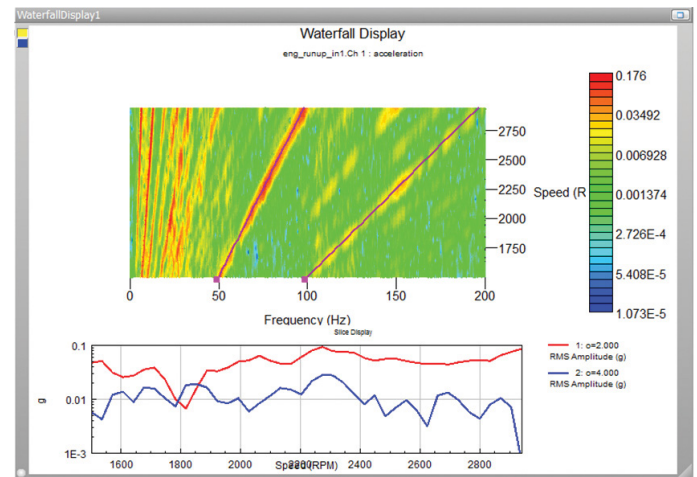 WaterfallDisplay1
Waterfall Display
eng_runup_in1.Ch 1 : acceleration
0.176
0.03492
0.006928
0.001374
2.726E-4
5.408E-5
1.073E-5
2750
2500
2250
2000
1750
Speed (R
0
50
100
150
200
Frequency (Hz)
Slice Display
0.1
0.01
1E-3
g
1600
1800
2000
2200
2400
2600
2800
Speed (RPM)
1: o=2.000
RMS Amplitude (g)
2: o=4.000
RMS Amplitude (g)